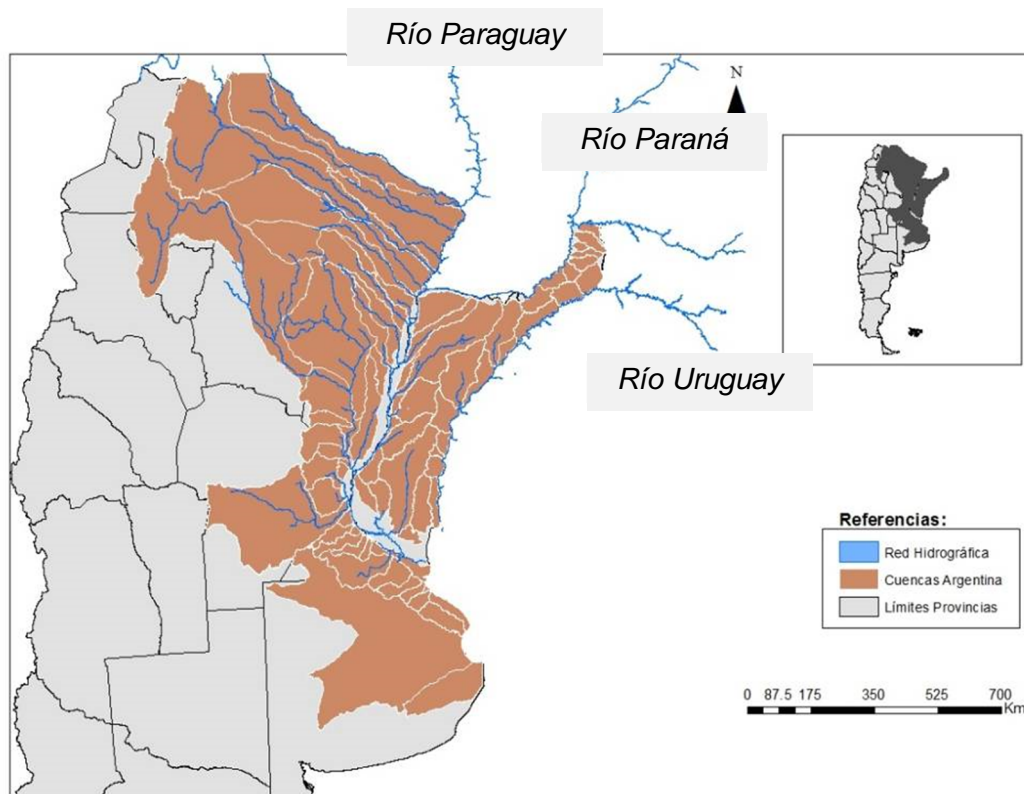 Río Paraguay
N
Río Paraná
Río Uruguay
Referencias:
Red Hidrográfica
Cuencas Argentina
Límites Provincias
0 87.5 175 350 525 700
Km